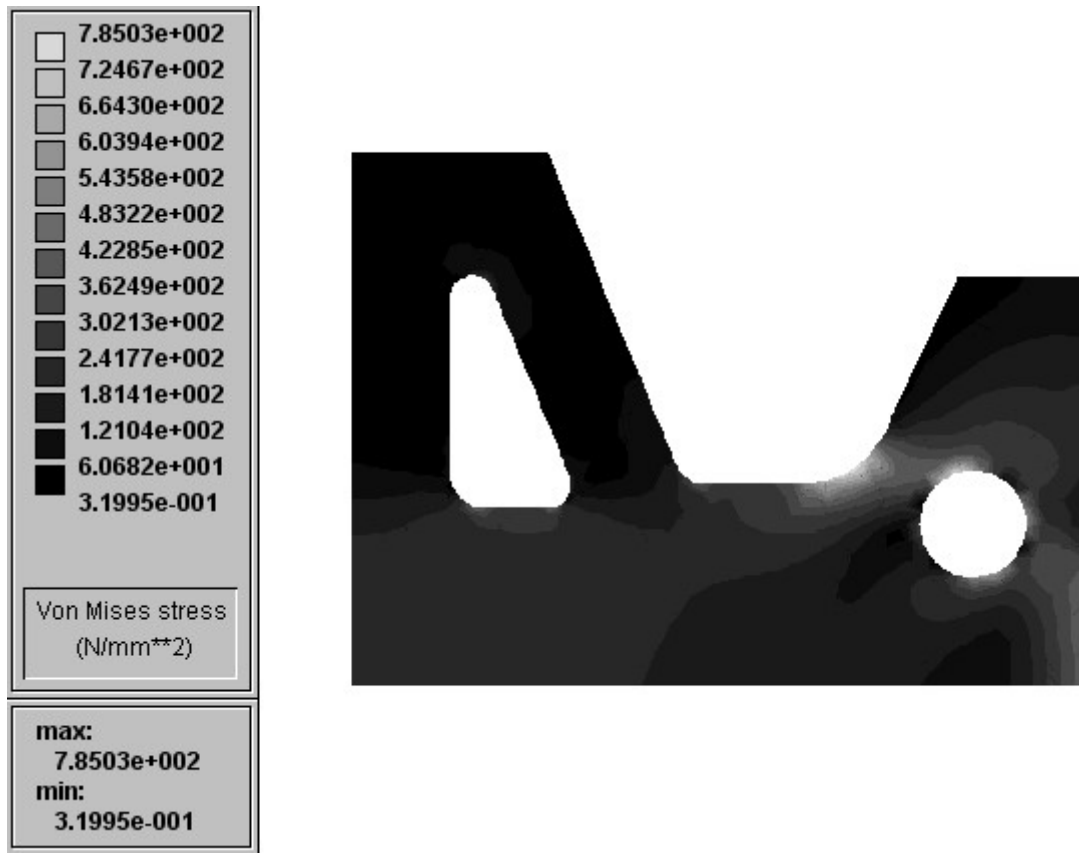 7.8503e+002
7.2467e+002
6.6430e+002
6.0394e+002
5.4358e+002
4.8322e+002
4.2285e+002
3.6249e+002
3.0213e+002
2.4177e+002
1.8141e+002
1.2104e+002
6.0682e+001
3.1995e-001
Von Mises stress
(N/mm**2)
max:
7.8503e+002
min:
3.1995e-001